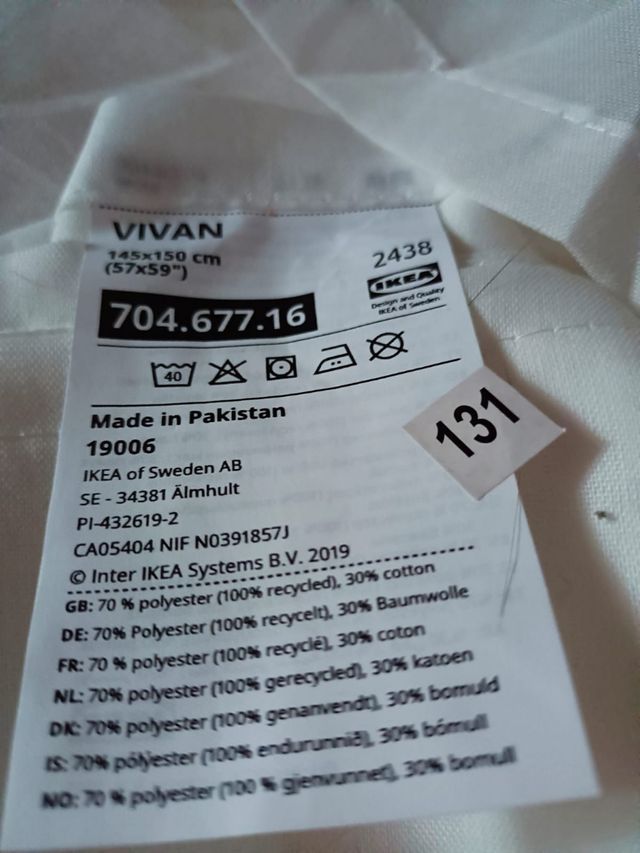 VIVAN
145x150 cm
(57x59")
2438
IKEA
Design and Quality
IKEA of Sweden
704.677.16
40
131
Made in Pakistan
19006
IKEA of Sweden AB
SE - 34381 Älmhult
PI-432619-2
CA05404 NIF N0391857J
© Inter IKEA Systems B.V. 2019
GB: 70 % polyester (100% recycled), 30% cotton
DE: 70% Polyester (100% recycelt), 30% Baumwolle
FR: 70 % polyester (100% recyclé), 30% coton
NL: 70% polyester (100% gerecycled), 30% katoen
DK: 70% polyester (100% genanvendt), 30% bomuld
IS: 70% pólýester (100% endurunnið), 30% bómull
NO: 70 % polyester (100 % gjenvunnet), 30% bomull